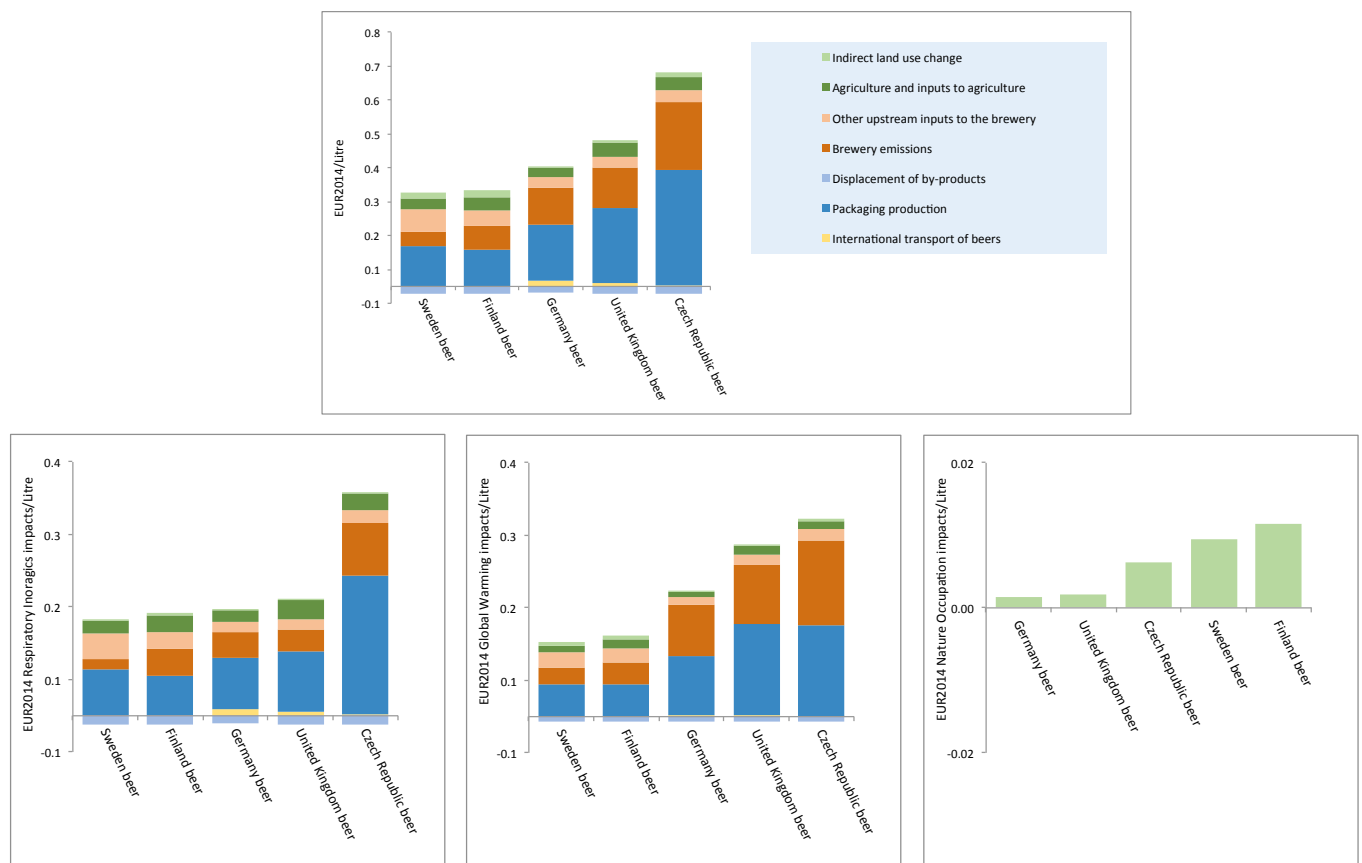 EUR2014/Litre
0.8
0.7
0.6
0.5
0.4
0.3
0.2
0.1
-0.1
Sweden beer
Finland beer
Germany beer
United Kingdom beer
Czech Republic beer
Indirect land use change
Agriculture and inputs to agriculture
Other upstream inputs to the brewery
Brewery emissions
Displacement of by-products
Packaging production
International transport of beers
EUR2014 Respiratory Inoragics impacts/Litre
0.4
0.3
0.2
0.1
-0.1
Sweden beer
Finland beer
Germany beer
United Kingdom beer
Czech Republic beer
EUR2014 Global Warming impacts/Litre
0.4
0.3
0.2
0.1
-0.1
Sweden beer
Finland beer
Germany beer
United Kingdom beer
Czech Republic beer
EUR2014 Nature Occupation impacts/Litre
0.02
0.00
-0.02
Germany beer
United Kingdom beer
Czech Republic beer
Sweden beer
Finland beer